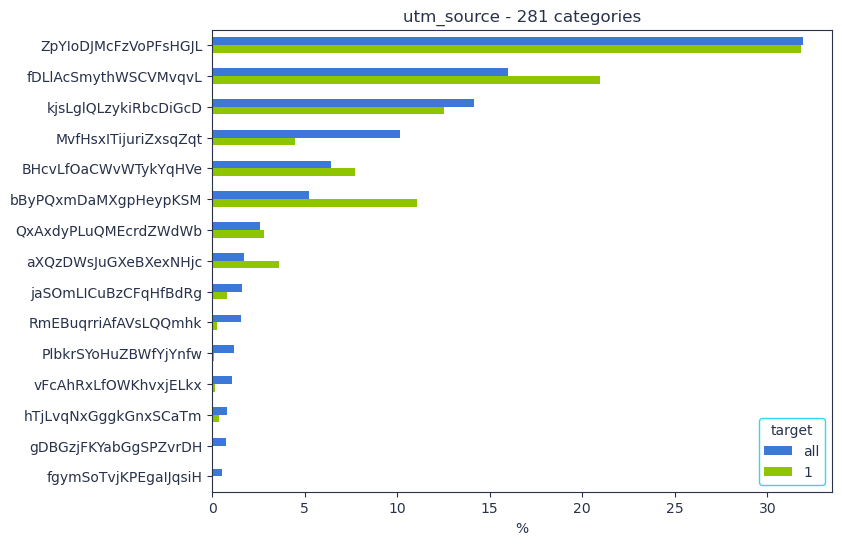 utm_source - 281 categories
ZpYIoDJMcFzVoPFsHGJL
fDLlAcSmythWSCVMvqvL
kjsLglQLzykiRbcDiGcD
MvfHsxITijuriZxsqZqt
BHcvLfOaCWvWTykYqHVe
bByPQxmDaMXgpHeypKSM
QxAxdyPLuQMEcrdZWdWb
aXQzDWsJuGXeBXexNHjc
jaSOmLICuBzCFqHfBdRg
RmEBuqrriAfAVsLQQmhk
PlbkrSYoHuZBWfYjYnfw
vFcAhRxLfOWKhvxjELkx
hTjLvqNxGggkGnxSCaTm
gDBGzjFKYabGgSPZvrDH
fgymSoTvjKPEgaIJqsiH
target
all
1
0 5 10 15 20 25 30
%